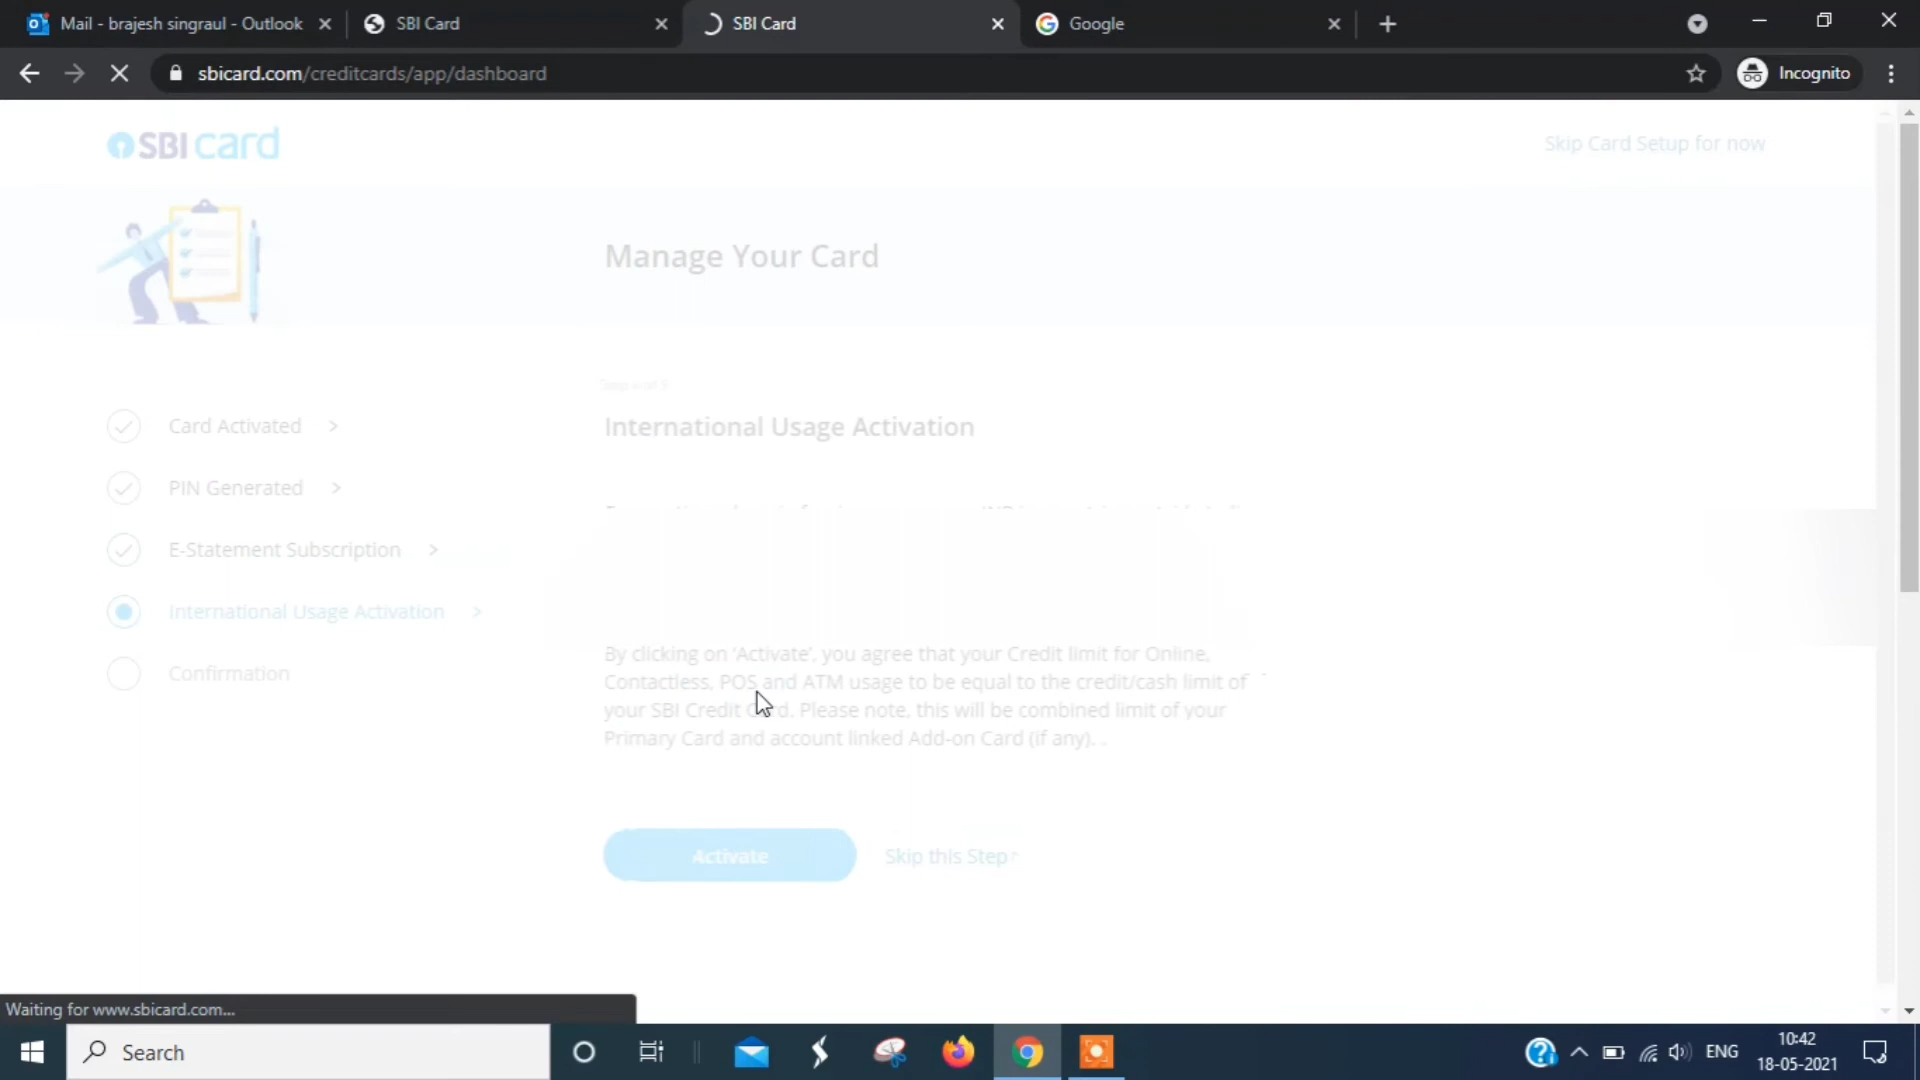 Mail - brajesh singraul - Outlook
SBI Card
SBI Card
Google
sbicard.com/creditcards/app/dashboard
Incognito
SBI card
Skip Card Setup for now
Manage Your Card
Card Activated >
PIN Generated >
E-Statement Subscription >
International Usage Activation >
Confirmation
International Usage Activation
By clicking on 'Activate', you agree that your Credit limit for Online,
Contactless, POS and ATM usage to be equal to the credit/cash limit of
your SBI Credit Card. Please note, this will be combined limit of your
Primary Card and account linked Add-on Card (if any). .
Activate
Skip this Step
Waiting for www.sbicard.com...
Search
ENG
10:42
18-05-2021